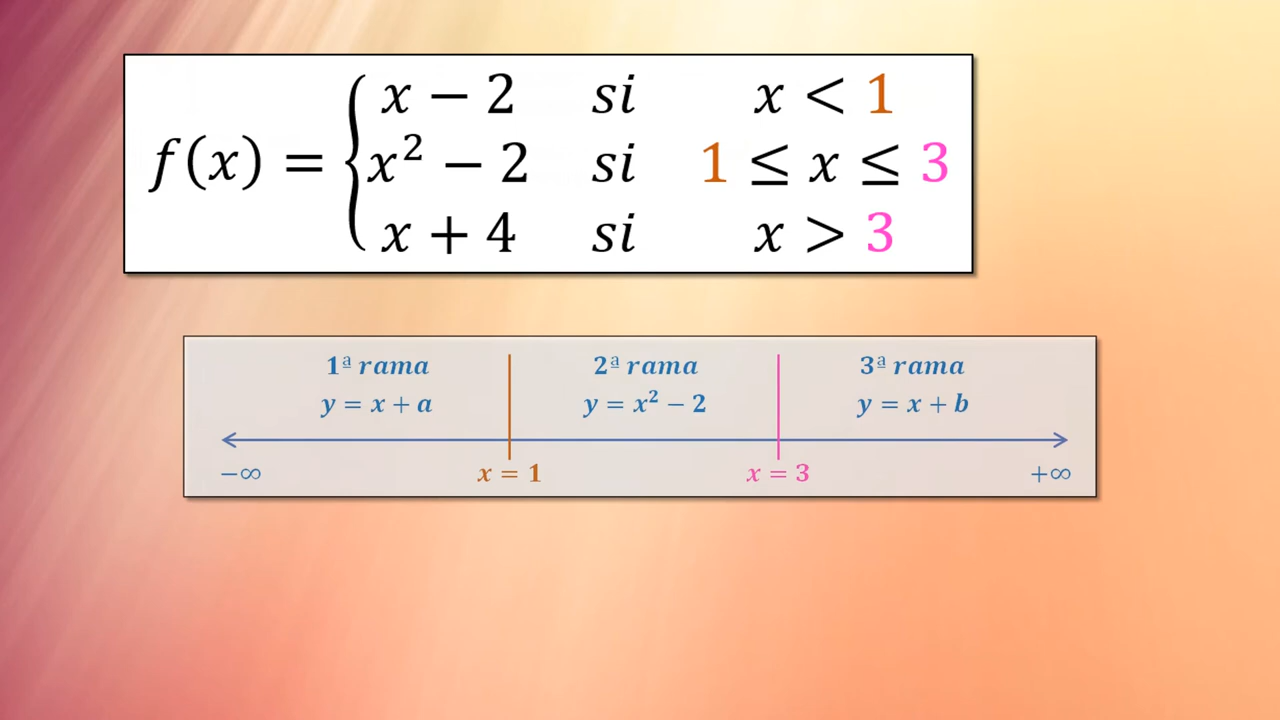 x − 2 si x < 1
f(x) = { x² − 2 si 1 ≤ x ≤ 3
x + 4 si x > 3
1ª rama 2ª rama 3ª rama
y = x + a y = x² − 2 y = x + b
−∞ x = 1 x = 3 +∞